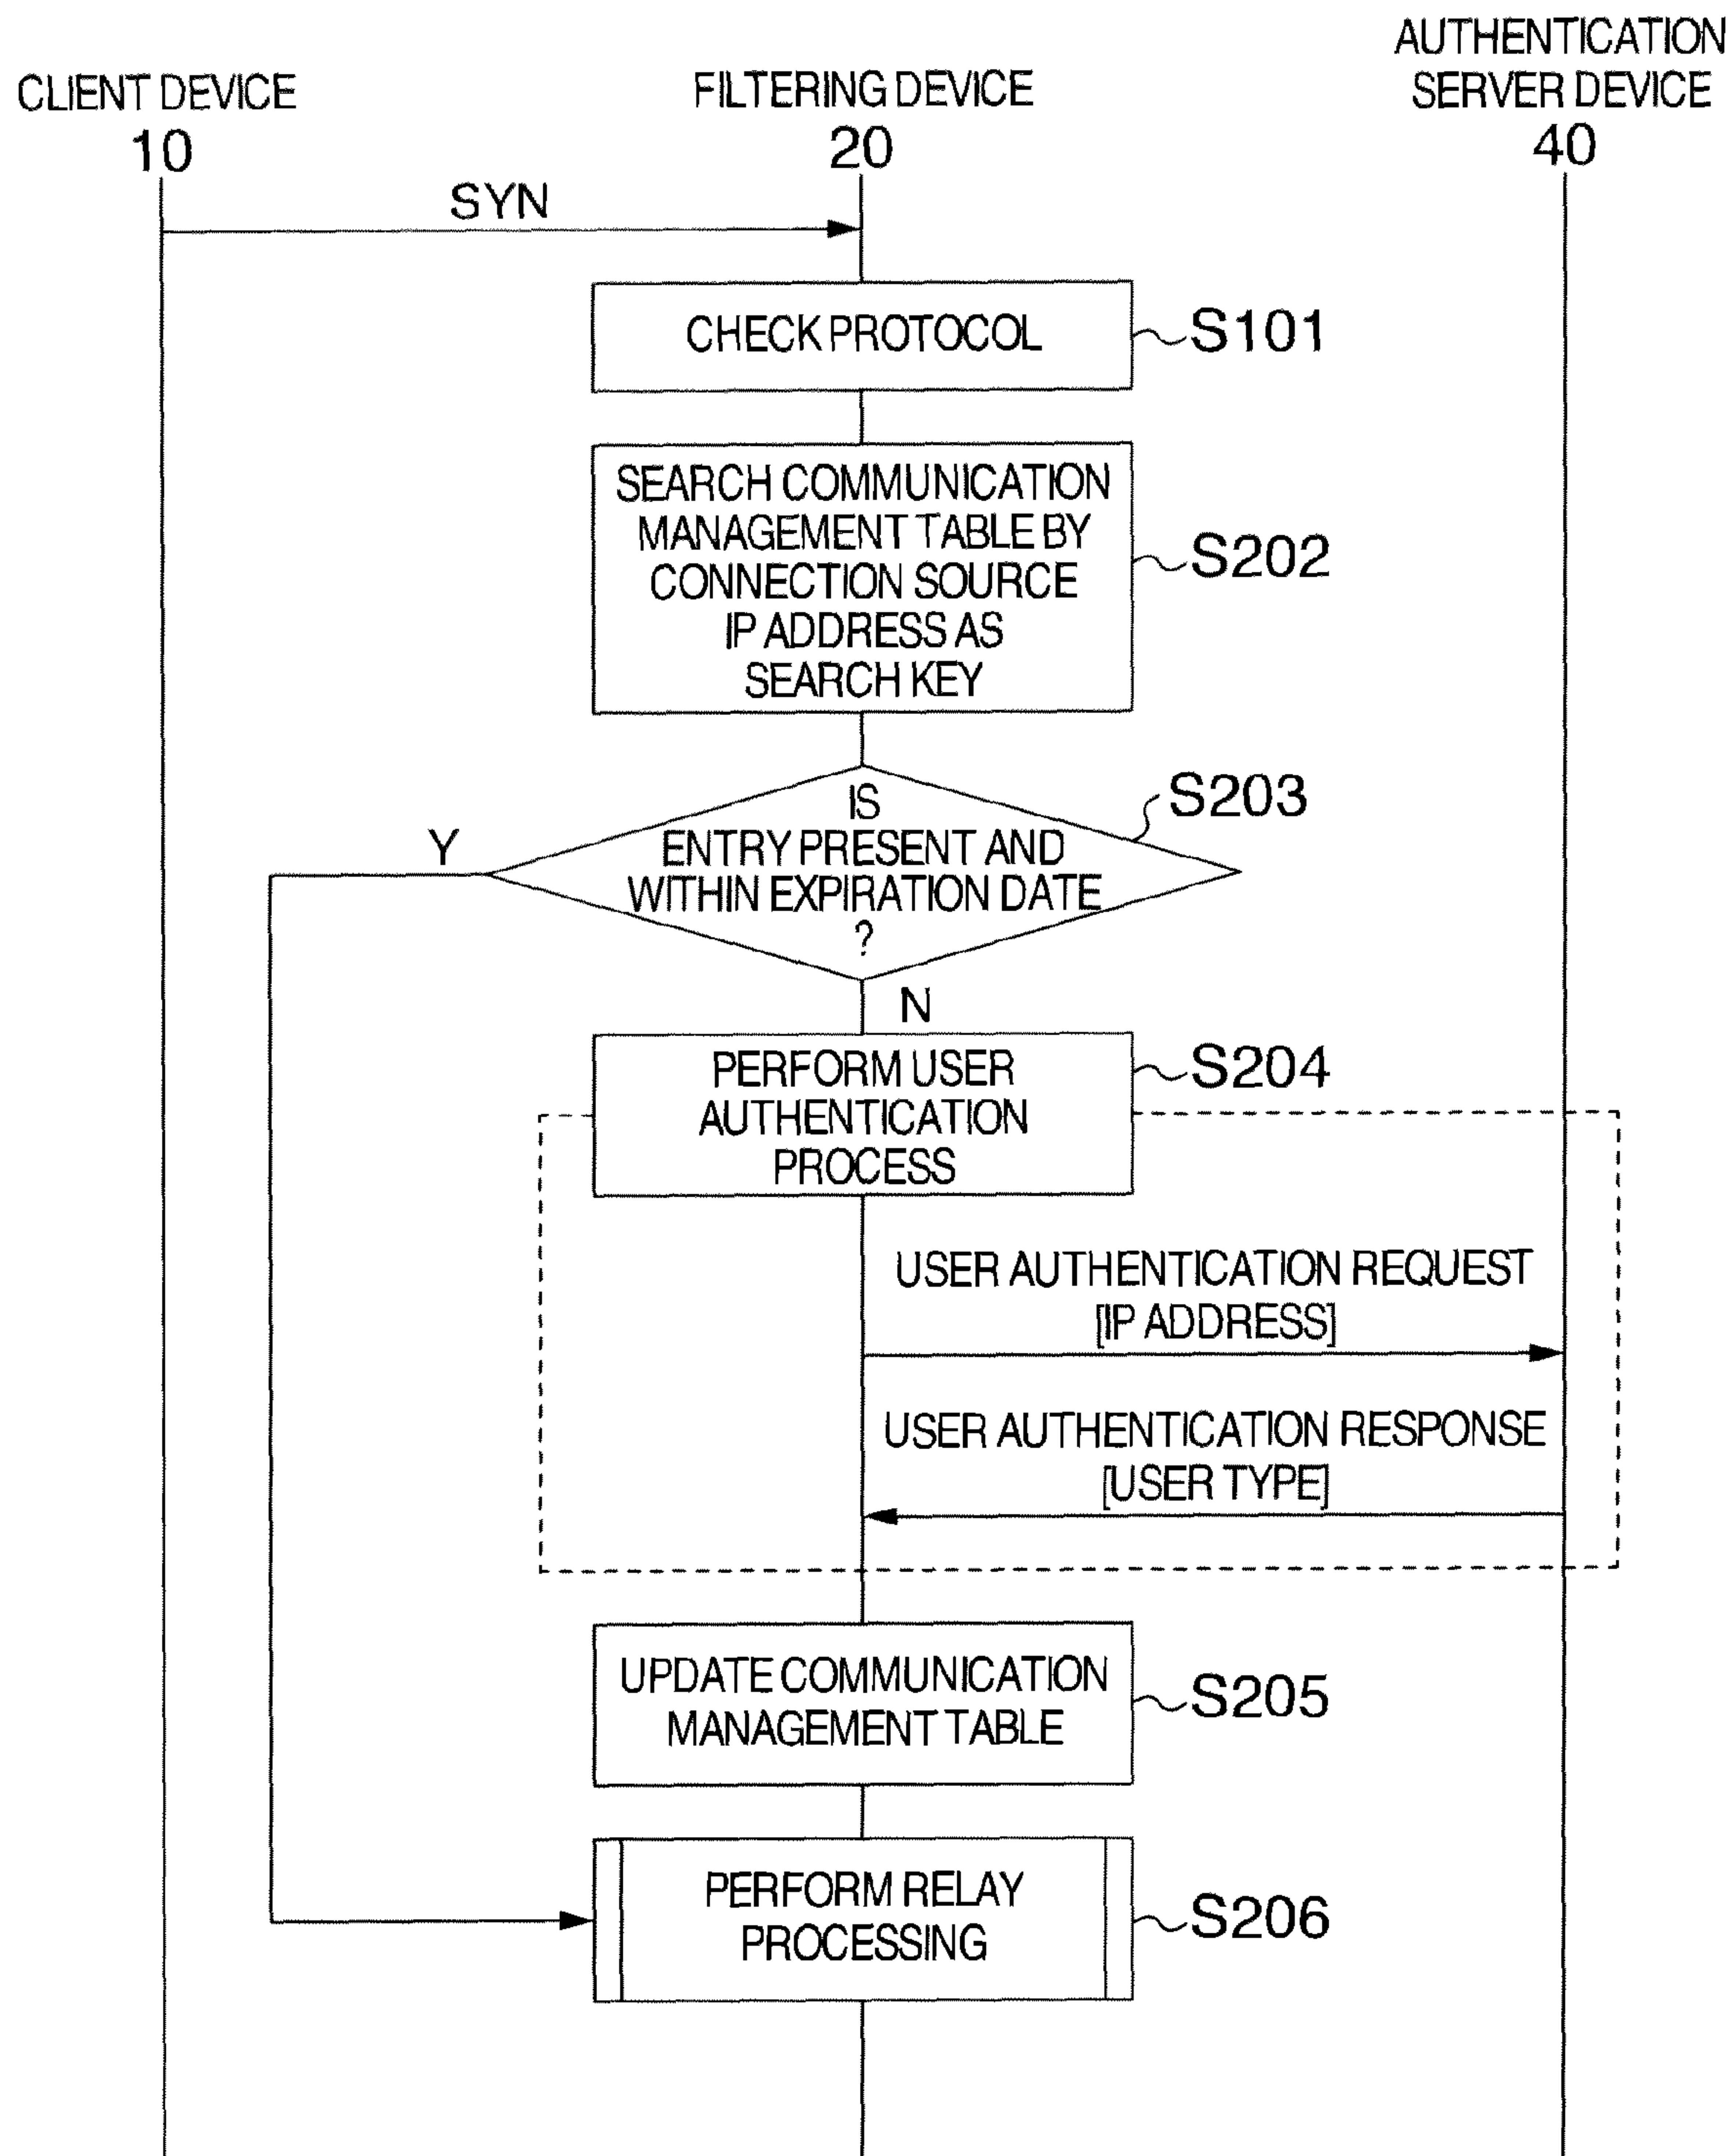 CLIENT DEVICE
10
FILTERING DEVICE
20
AUTHENTICATION
SERVER DEVICE
40
SYN
CHECK PROTOCOL
S101
SEARCH COMMUNICATION
MANAGEMENT TABLE BY
CONNECTION SOURCE
IP ADDRESS AS
SEARCH KEY
S202
IS
ENTRY PRESENT AND
WITHIN EXPIRATION DATE
?
S203
Y
N
PERFORM USER
AUTHENTICATION
PROCESS
S204
USER AUTHENTICATION REQUEST
[IP ADDRESS]
USER AUTHENTICATION RESPONSE
[USER TYPE]
UPDATE COMMUNICATION
MANAGEMENT TABLE
S205
PERFORM RELAY
PROCESSING
S206